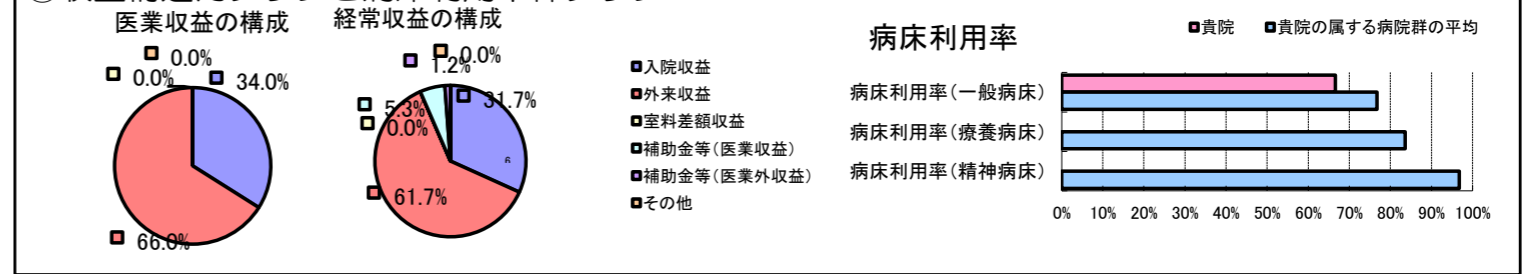 医業収益の構成
0.0%
0.0%
34.0%
66.0%
経常収益の構成
0.0%
1.2%
5.3%
0.0%
31.7%
6
61.7%
入院収益
外来収益
室料差額収益
補助金等(医業収益)
補助金等(医業外収益)
その他
病床利用率
貴院
貴院の属する病院群の平均
病床利用率(一般病床)
病床利用率(療養病床)
病床利用率(精神病床)
0% 10% 20% 30% 40% 50% 60% 70% 80% 90% 100%